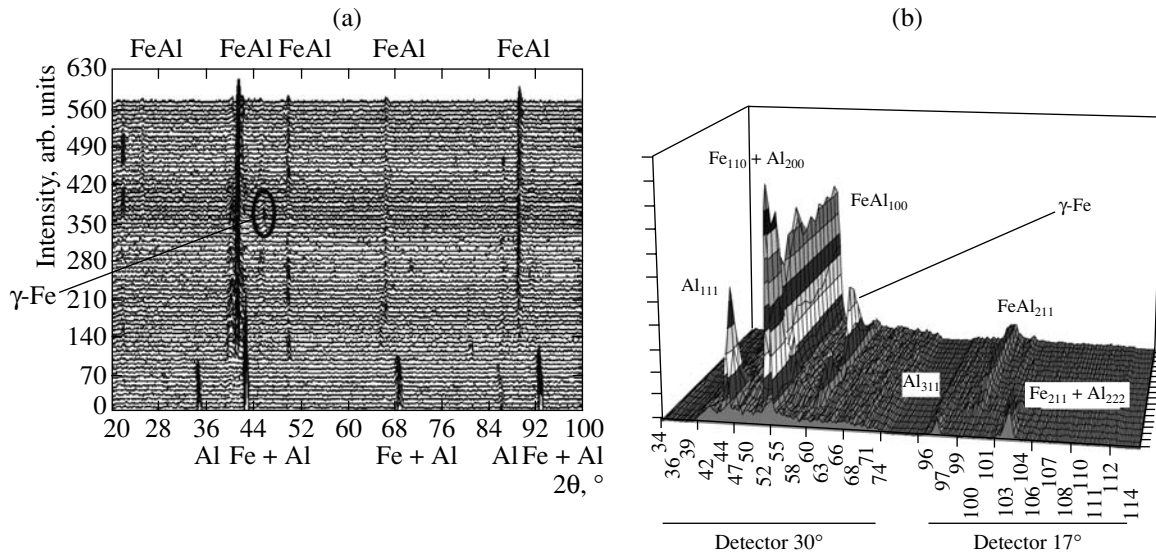 (a)
FeAl FeAl FeAl FeAl FeAl
630
560
490
420
350
280
210
140
70
0
Intensity, arb. units
γ-Fe
20 28 36 44 52 60 68 76 84 92 100
Al Fe + Al Fe + Al Al Fe + Al
2θ, °
(b)
Fe110 + Al200
FeAl100
γ-Fe
Al111
FeAl211
Al311
Fe211 + Al222
34 36 39 42 44 47 50 52 55 58 60 63 66 68 71 74 96 97 99 100 101 103 104 106 107 108 110 111 112 114
Detector 30° Detector 17°